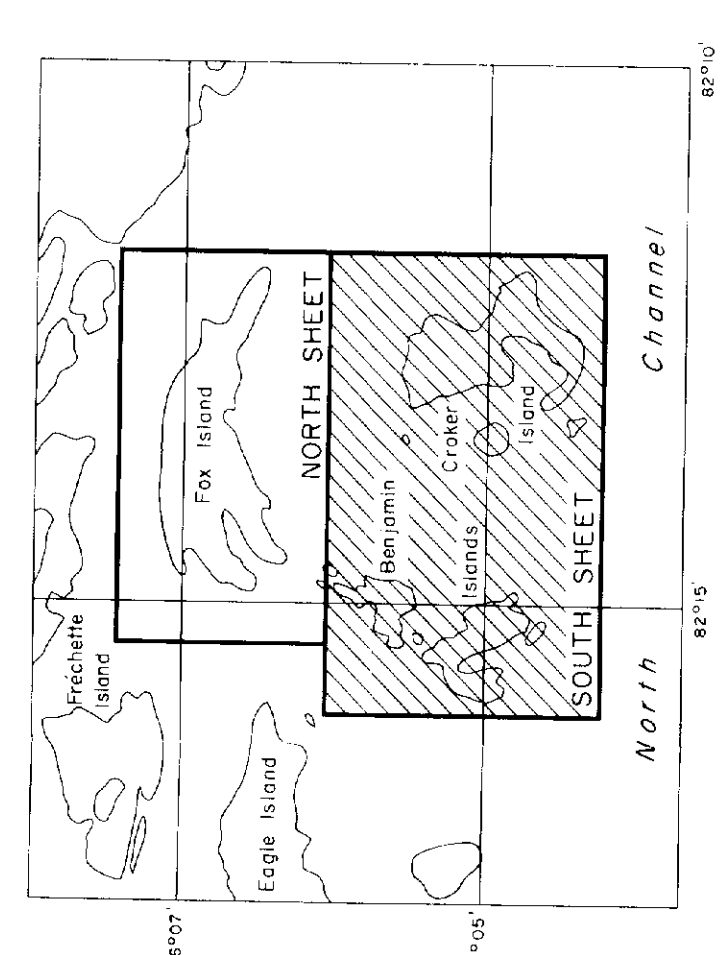 Fréchette
Island
6°07'
Eagle Island
Fox Island
NORTH SHEET
Benjamin
Islands
Croker
Island
°05'
SOUTH SHEET
North Channel
82°15'
82°10'